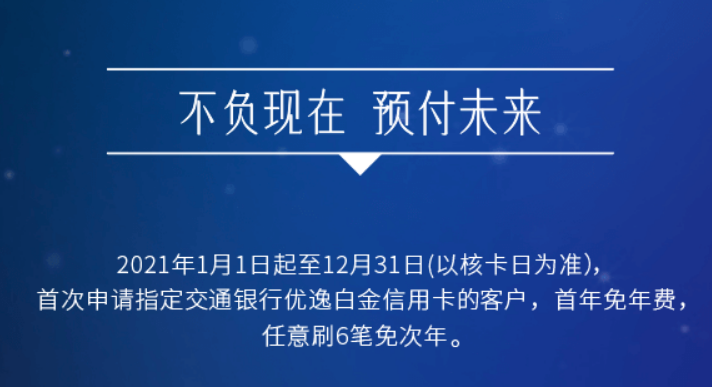 不负现在 预付未来
2021年1月1日起至12月31日(以核卡日为准),
首次申请指定交通银行优逸白金信用卡的客户，首年免年费，
任意刷6笔免次年。